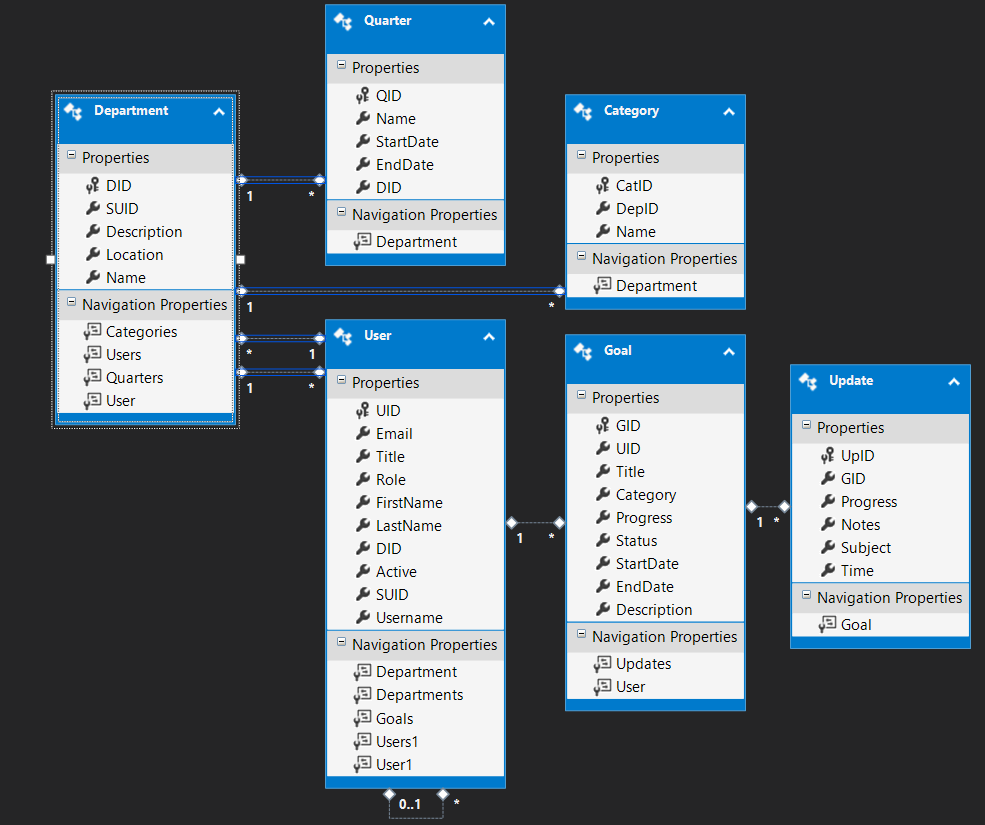 Department
Properties
DID
SUID
Description
Location
Name
Navigation Properties
Categories
Users
Quarters
User
1
*
1
*
*
1
1
*
Quarter
Properties
QID
Name
StartDate
EndDate
DID
Navigation Properties
Department
User
Properties
UID
Email
Title
Role
FirstName
LastName
DID
Active
SUID
Username
Navigation Properties
Department
Departments
Goals
Users1
User1
0..1
*
1
*
Category
Properties
CatID
DepID
Name
Navigation Properties
Department
Goal
Properties
GID
UID
Title
Category
Progress
Status
StartDate
EndDate
Description
Navigation Properties
Updates
User
1
*
Update
Properties
UpID
GID
Progress
Notes
Subject
Time
Navigation Properties
Goal